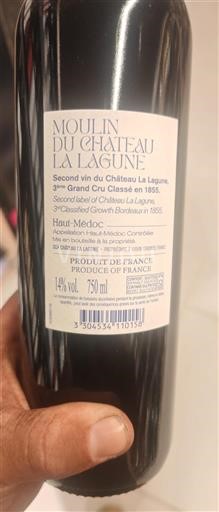 MOULIN
DU CHATEAU
LA LAGUNE
Second vin du Château La Lagune,
3ème Grand Cru Classé en 1855.
Second label of Château La Lagune,
3rd Classified Growth Bordeaux in 1855.
Haut-Médoc
Appellation Haut-Médoc Contrôlée
Mis en bouteille à la propriété
PRODUIT DE FRANCE
PRODUCE OF FRANCE
14% vol. 750 ml
3 304534 110158